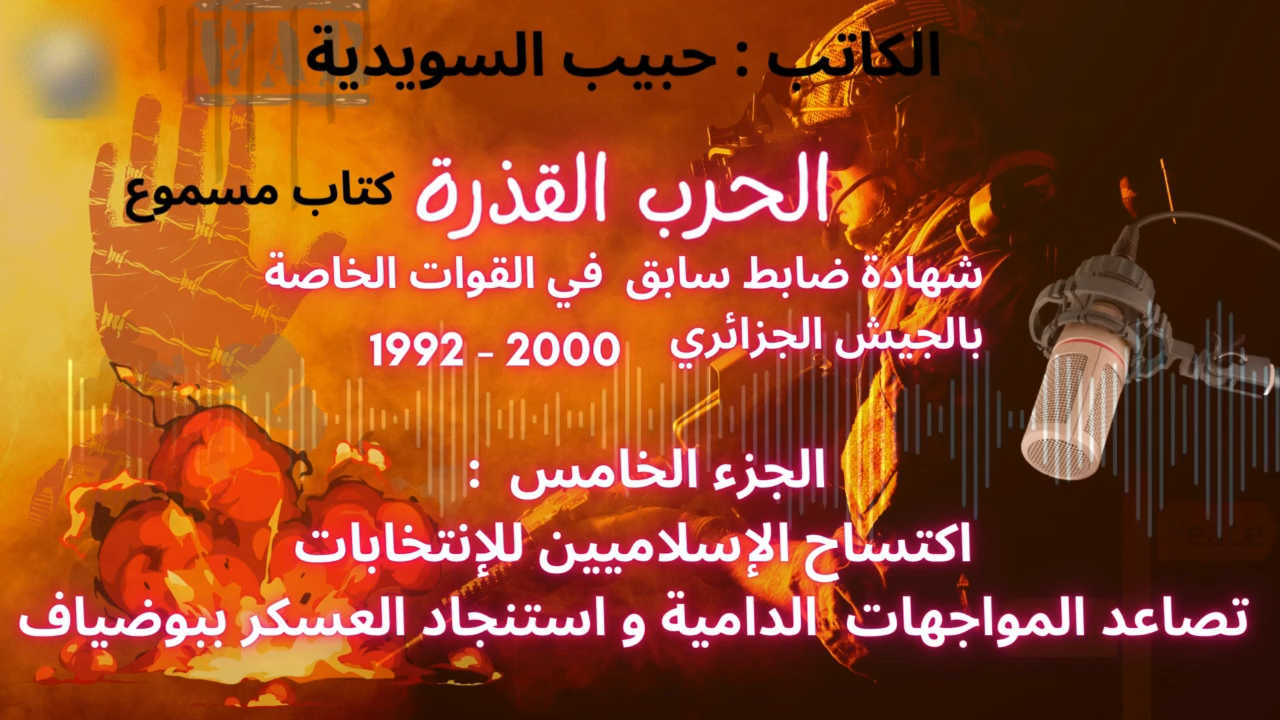 الكاتب : حبيب السويدية
الحرب القذرة
كتاب مسموع
شهادة ضابط سابق في القوات الخاصة
بالجيش الجزائري 1992 - 2000
الجزء الخامس :
اكتساح الإسلاميين للإنتخابات
تصاعد المواجهات الدامية و استنجاد العسكر ببوضياف
Peace